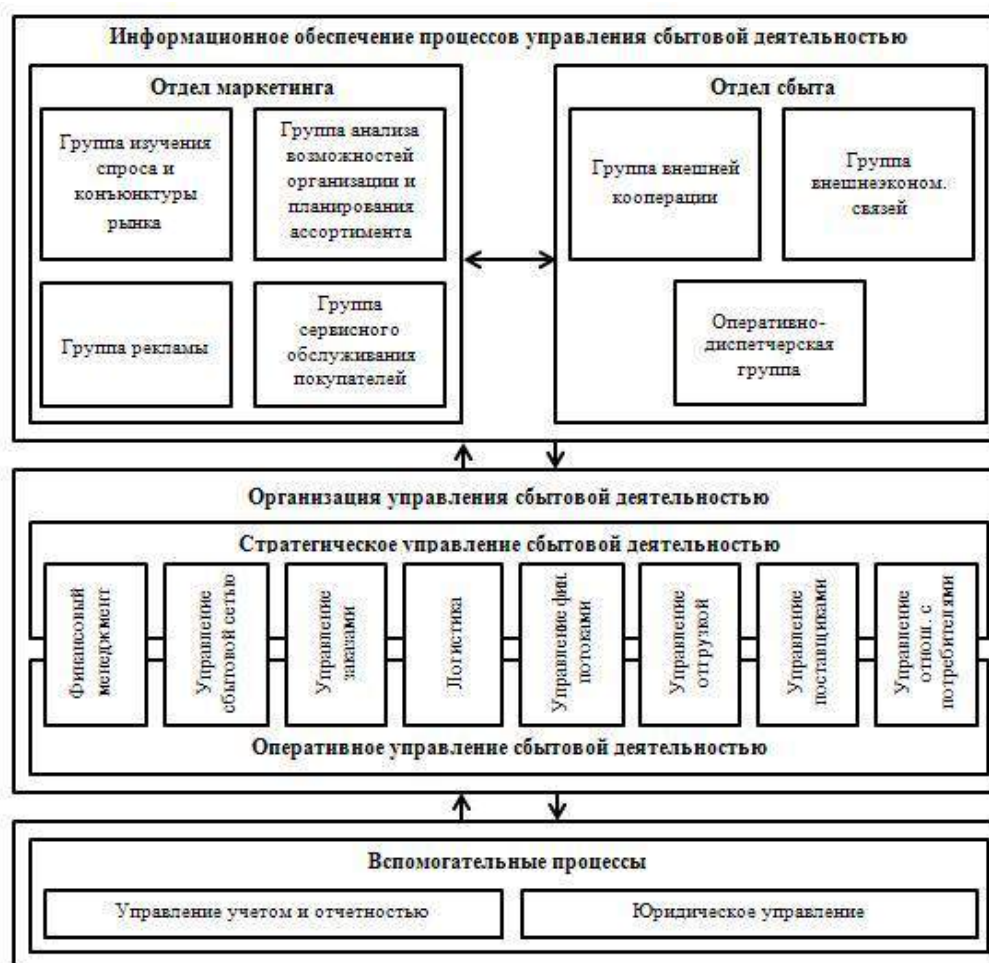 Информационное обеспечение процессов управления сбытовой деятельностью
Отдел маркетинга
Группа изучения
спроса и
конъюнктуры
рынка
Группа анализа
возможностей
организации и
планирования
ассортимента
Группа рекламы
Группа
сервисного
обслуживания
покупателей
Отдел сбыта
Группа внешней
кооперации
Группа
внешнеэконом.
связей
Оперативно-
диспетчерская
группа
Организация управления сбытовой деятельностью
Стратегическое управление сбытовой деятельностью
Финансовый
менеджмент
Управление
сбытовой сетью
Управление
заказами
Логистика
Управление фин.
потоками
Управление
отгрузкой
Управление
поставщиками
Управление
отнош. с
потребителями
Оперативное управление сбытовой деятельностью
Вспомогательные процессы
Управление учетом и отчетностью
Юридическое управление